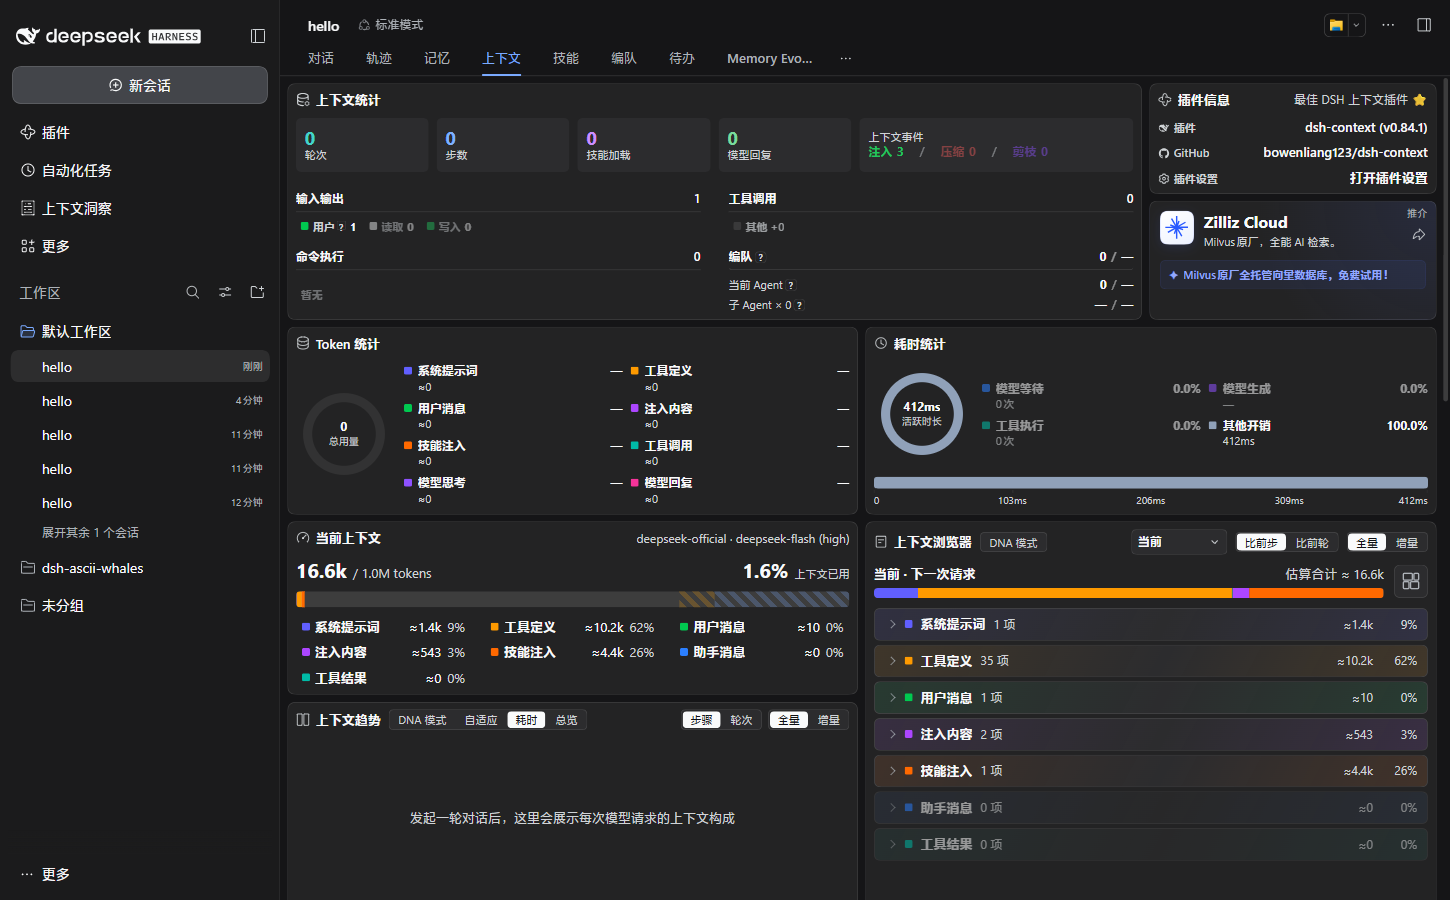 deepseek HARNESS
新会话
插件
自动化任务
上下文洞察
更多
工作区
默认工作区
hello 刚刚
hello 4分钟
hello 11分钟
hello 11分钟
hello 12分钟
展开其余 1 个会话
dsh-ascii-whales
未分组
··· 更多
hello 标准模式
对话 轨迹 记忆 上下文 技能 编队 待办 Memory Evo... ···
上下文统计
0
轮次
0
步数
0
技能加载
0
模型回复
上下文事件
注入 3 / 压缩 0 / 剪枝 0
输入输出 1
用户 ? 1 读取 0 写入 0
工具调用 0
其他 +0
命令执行 0
暂无
编队 ? 0 / —
当前 Agent ? 0 / —
子 Agent × 0 ? — / —
插件信息 最佳 DSH 上下文插件
插件 dsh-context (v0.84.1)
GitHub bowenliang123/dsh-context
插件设置 打开插件设置
Zilliz Cloud 推介
Milvus原厂，全能 AI 检索。
Milvus原厂全托管向里数据库，免费试用！
Token 统计
0
总用量
系统提示词 —
≈0
工具定义 —
≈0
用户消息 —
≈0
注入内容 —
≈0
技能注入 —
≈0
工具调用 —
≈0
模型思考 —
≈0
模型回复 —
≈0
耗时统计
412ms
活跃时长
模型等待 0.0%
0次
模型生成 0.0%
—
工具执行 0.0%
0次
其他开销 100.0%
412ms
0 103ms 206ms 309ms 412ms
当前上下文 deepseek-official · deepseek-flash (high)
16.6k / 1.0M tokens 1.6% 上下文已用
系统提示词 ≈1.4k 9% 工具定义 ≈10.2k 62% 用户消息 ≈10 0%
注入内容 ≈543 3% 技能注入 ≈4.4k 26% 助手消息 ≈0 0%
工具结果 ≈0 0%
上下文趋势 DNA 模式 自适应 耗时 总览 步骤 轮次 全量 增量
发起一轮对话后，这里会展示每次模型请求的上下文构成
上下文浏览器 DNA 模式 当前 比前步 比前轮 全量 增量
当前 · 下一次请求 估算合计 ≈ 16.6k
系统提示词 1 项 ≈1.4k 9%
工具定义 35 项 ≈10.2k 62%
用户消息 1 项 ≈10 0%
注入内容 2 项 ≈543 3%
技能注入 1 项 ≈4.4k 26%
助手消息 0 项 ≈0 0%
工具结果 0 项 ≈0 0%